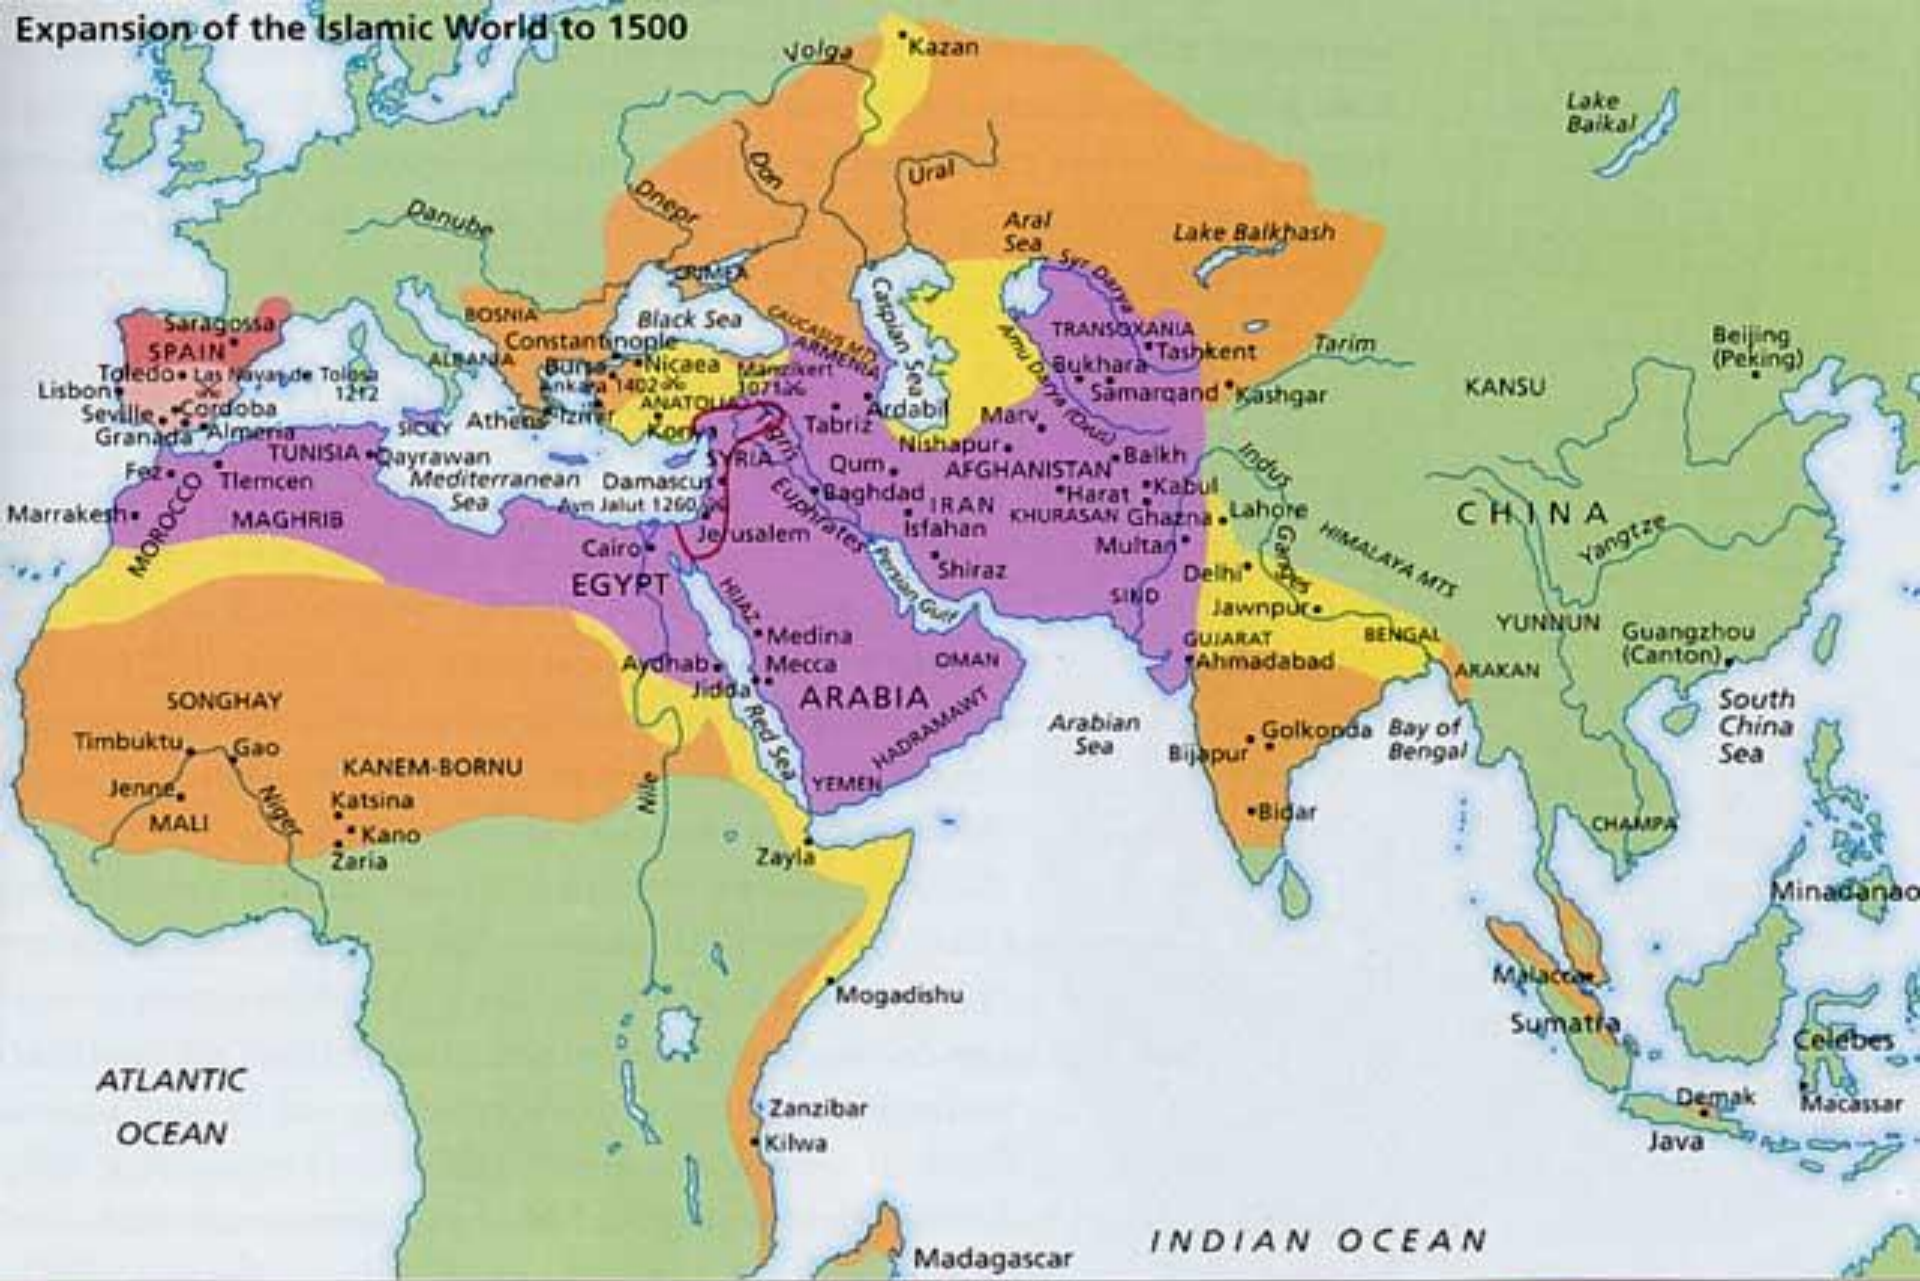 Expansion of the Islamic World to 1500
Volga
Kazan
Lake
Baikal
Don
Ural
Dnepr
Danube
Aral
Sea
Lake Balkhash
Syr Darya
CRIMEA
Caspian Sea
BOSNIA
Black Sea
CAUCASUS MTS
Saragossa
SPAIN
Constantinople
ARMENIA
TRANSOXANIA
Tashkent
Tarim
Beijing
(Peking)
ALBANIA
Bursa
Nicaea
Manzikert
1071
Amu Darya (Oxus)
Bukhara
Samarqand
Kashgar
KANSU
Toledo
Las Navas de Tolosa
1212
Lisbon
Ankara 1402
ANATOLIA
Seville
Cordoba
SICILY
Athens
Izmir
Ardabil
Marv
Granada
Almeria
Tabriz
TUNISIA
Qayrawan
SYRIA
Nishapur
Balkh
Indus
Fez
Tlemcen
Mediterranean
Sea
Damascus
Qum
AFGHANISTAN
Kabul
Marrakesh
MOROCCO
MAGHRIB
Ayn Jalut 1260
Euphrates
Baghdad
IRAN
Harat
KHURASAN
Ghazna
Lahore
CHINA
Jerusalem
Isfahan
Multan
Ganges
HIMALAYA MTS
Yangtze
Cairo
EGYPT
Persian Gulf
Shiraz
Delhi
SIND
Jawnpur
HIJAZ
Medina
GUJARAT
BENGAL
YUNNUN
Guangzhou
(Canton)
Aydhab
Mecca
OMAN
Ahmadabad
ARAKAN
Jidda
ARABIA
SONGHAY
Red Sea
HADRAMAWT
Arabian
Sea
South
China
Sea
Timbuktu
Gao
Golkonda
Bay of
Bengal
Bijapur
KANEM-BORNU
Jenne
Niger
Katsina
Nile
YEMEN
MALI
Kano
Bidar
CHAMPA
Zaria
Zayla
Minadanao
Malacca
Mogadishu
Sumatra
Celebes
ATLANTIC
OCEAN
Demak
Macassar
Zanzibar
Kilwa
Java
INDIAN OCEAN
Madagascar